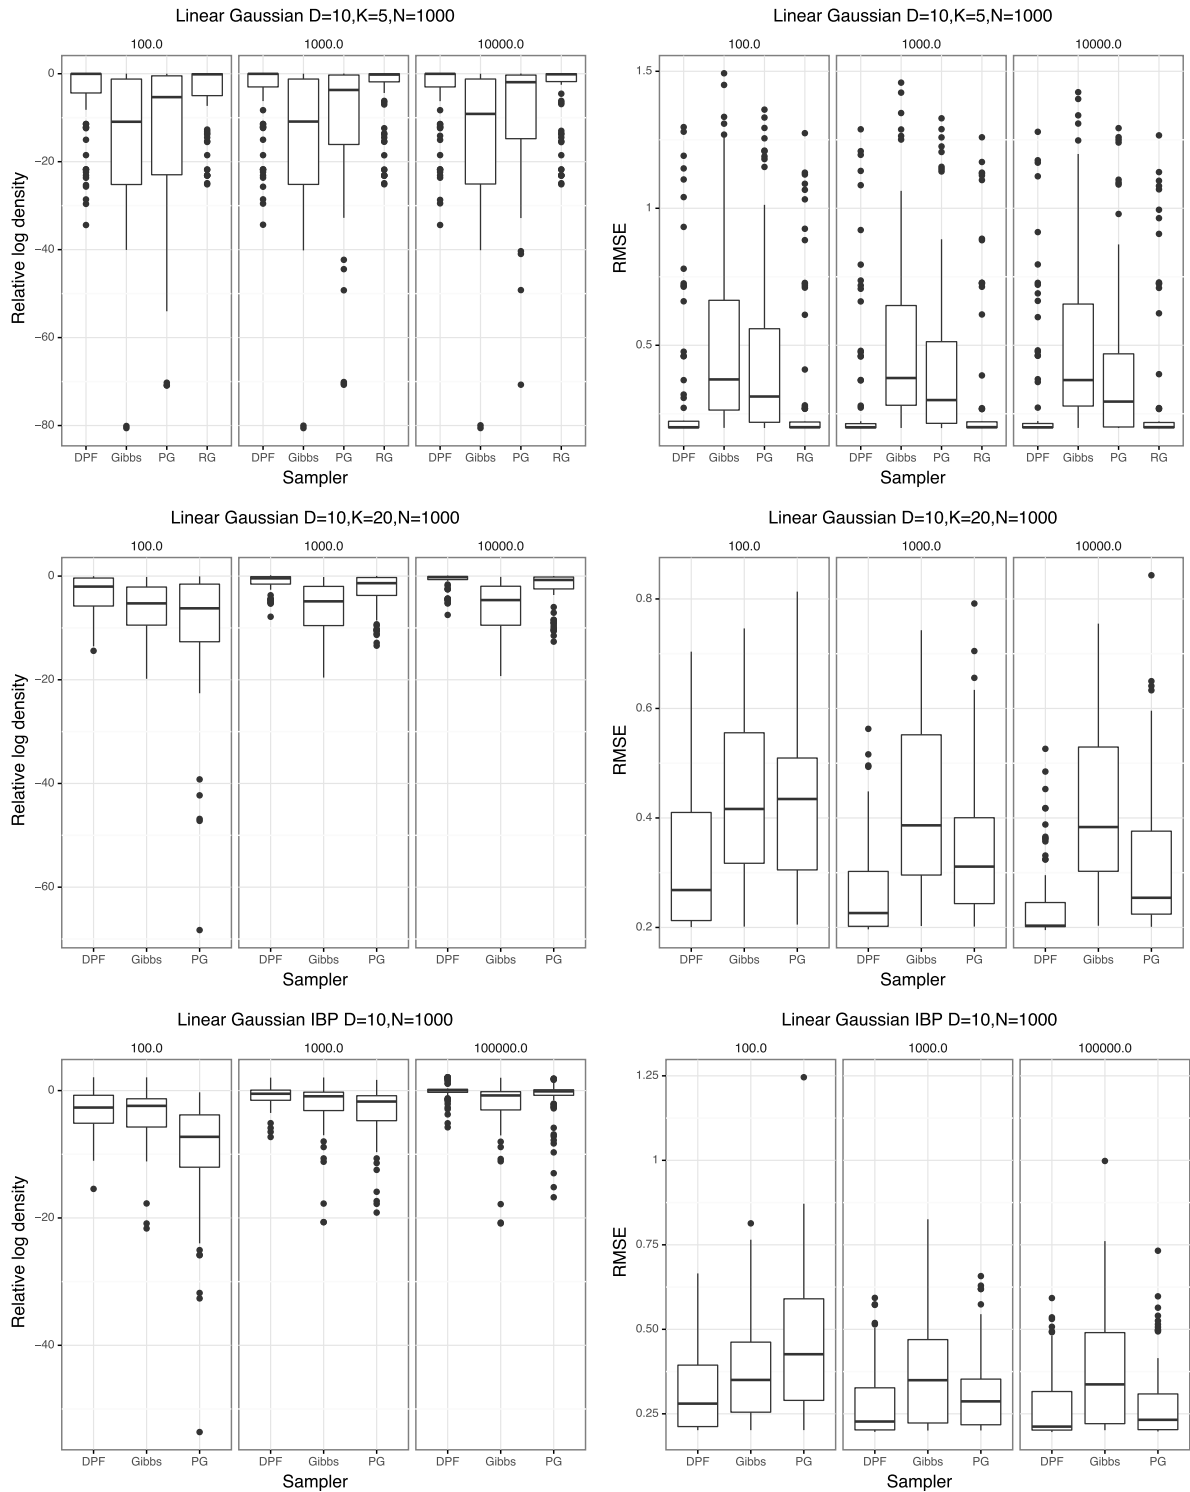 Linear Gaussian D=10,K=5,N=1000
100.0 1000.0 10000.0
Relative log density
0
−20
−40
−60
−80
DPF Gibbs PG RG DPF Gibbs PG RG DPF Gibbs PG RG
Sampler
Linear Gaussian D=10,K=5,N=1000
100.0 1000.0 10000.0
RMSE
1.5
1
0.5
DPF Gibbs PG RG DPF Gibbs PG RG DPF Gibbs PG RG
Sampler
Linear Gaussian D=10,K=20,N=1000
100.0 1000.0 10000.0
Relative log density
0
−20
−40
−60
DPF Gibbs PG DPF Gibbs PG DPF Gibbs PG
Sampler
Linear Gaussian D=10,K=20,N=1000
100.0 1000.0 10000.0
RMSE
0.8
0.6
0.4
0.2
DPF Gibbs PG DPF Gibbs PG DPF Gibbs PG
Sampler
Linear Gaussian IBP D=10,N=1000
100.0 1000.0 100000.0
Relative log density
0
−20
−40
DPF Gibbs PG DPF Gibbs PG DPF Gibbs PG
Sampler
Linear Gaussian IBP D=10,N=1000
100.0 1000.0 100000.0
RMSE
1.25
1
0.75
0.50
0.25
DPF Gibbs PG DPF Gibbs PG DPF Gibbs PG
Sampler